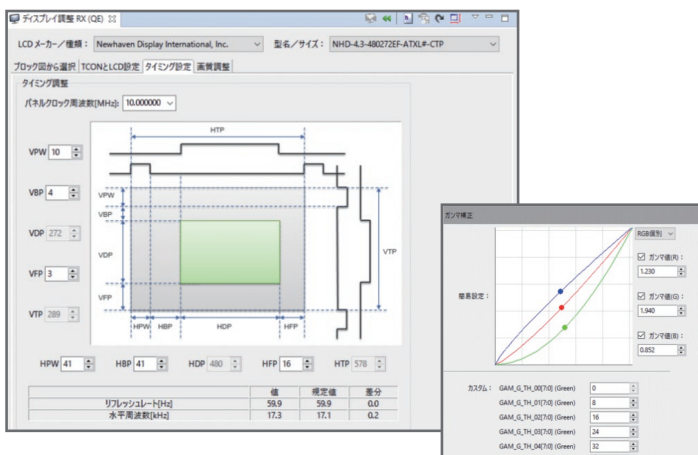 ディスプレイ調整 RX (QE)
LCD メーカー／種類： Newhaven Display International, Inc. 型名／サイズ： NHD-4.3-480272EF-ATXL#-CTP
ブロック図から選択 TCONとLCD設定 タイミング設定 画質調整
タイミング調整
パネルクロック周波数[MHz]: 10.000000
HTP
VPW 10
VBP 4
VDP 272
VFP 3
VTP 289
VPW
VBP
VDP
VFP
VTP
HPW HBP HDP HFP
HPW 41 HBP 41 HDP 480 HFP 16 HTP 578
値 規定値 差分
リフレッシュレート[Hz] 59.9 59.9 0.0
水平周波数[kHz] 17.3 17.1 0.2
ガンマ補正
RGB個別
簡易設定：
ガンマ値(R)：
1.230
ガンマ値(G)：
1.940
ガンマ値(B)：
0.852
カスタム： GAM_G_TH_00[7:0] (Green) 0
GAM_G_TH_01[7:0] (Green) 8
GAM_G_TH_02[7:0] (Green) 16
GAM_G_TH_03[7:0] (Green) 24
GAM_G_TH_04[7:0] (Green) 32